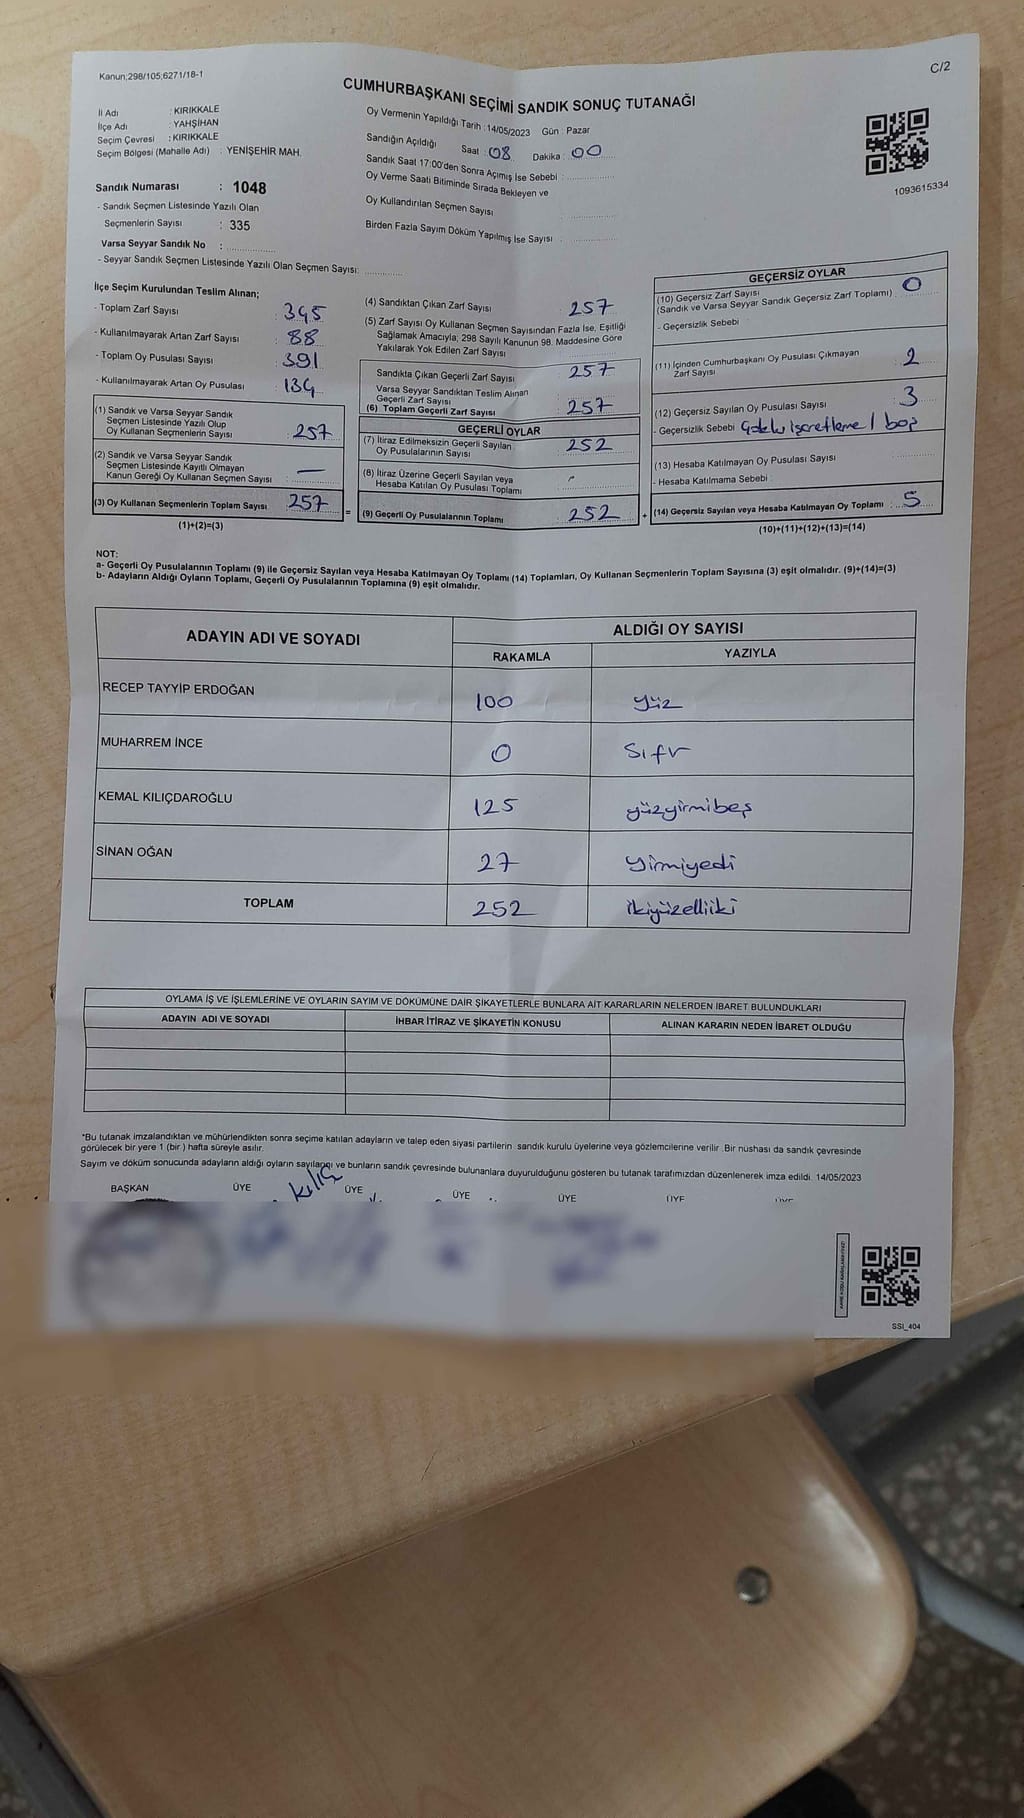 Kanun;298/105;6271/18-1
C/2
CUMHURBAŞKANI SEÇİMİ SANDIK SONUÇ TUTANAĞI
İl Adı : KIRIKKALE
İlçe Adı : YAHŞİHAN
Seçim Çevresi : KIRIKKALE
Seçim Bölgesi (Mahalle Adı) : YENİŞEHİR MAH.
Sandık Numarası : 1048
- Sandık Seçmen Listesinde Yazılı Olan
Seçmenlerin Sayısı : 335
Varsa Seyyar Sandık No :
- Seyyar Sandık Seçmen Listesinde Yazılı Olan Seçmen Sayısı:
Oy Vermenin Yapıldığı Tarih : 14/05/2023 Gün : Pazar
Sandığın Açıldığı Saat : 08 Dakika : 00
Sandık Saat 17:00'den Sonra Açımış İse Sebebi :
Oy Verme Saati Bitiminde Sırada Bekleyen ve
Oy Kullandırılan Seçmen Sayısı
Birden Fazla Sayım Döküm Yapılmış İse Sayısı :
1093615334
İlçe Seçim Kurulundan Teslim Alınan;
- Toplam Zarf Sayısı : 345
- Kullanılmayarak Artan Zarf Sayısı : 88
- Toplam Oy Pusulası Sayısı : 391
- Kullanılmayarak Artan Oy Pusulası : 134
(1) Sandık ve Varsa Seyyar Sandık
Seçmen Listesinde Yazılı Olup
Oy Kullanan Seçmenlerin Sayısı : 257
(2) Sandık ve Varsa Seyyar Sandık
Seçmen Listesinde Kayıtlı Olmayan
Kanun Gereği Oy Kullanan Seçmen Sayısı : —
(3) Oy Kullanan Seçmenlerin Toplam Sayısı : 257
(1)+(2)=(3)
=
(4) Sandıktan Çıkan Zarf Sayısı : 257
(5) Zarf Sayısı Oy Kullanan Seçmen Sayısından Fazla İse, Eşitliği
Sağlamak Amacıyla; 298 Sayılı Kanunun 98. Maddesine Göre
Yakılarak Yok Edilen Zarf Sayısı
Sandıkta Çıkan Geçerli Zarf Sayısı : 257
Varsa Seyyar Sandıktan Teslim Alınan
Geçerli Zarf Sayısı
(6) Toplam Geçerli Zarf Sayısı : 257
GEÇERLİ OYLAR
(7) İtiraz Edilmeksizin Geçerli Sayılan
Oy Pusulalarının Sayısı : 252
(8) İtiraz Üzerine Geçerli Sayılan veya
Hesaba Katılan Oy Pusulası Toplamı : -
(9) Geçerli Oy Pusulalarının Toplamı : 252
+
GEÇERSİZ OYLAR
(10) Geçersiz Zarf Sayısı : 0
(Sandık ve Varsa Seyyar Sandık Geçersiz Zarf Toplamı)
- Geçersizlik Sebebi :
(11) İçinden Cumhurbaşkanı Oy Pusulası Çıkmayan
Zarf Sayısı : 2
(12) Geçersiz Sayılan Oy Pusulası Sayısı : 3
- Geçersizlik Sebebi : Çoklu işaretleme / boş
(13) Hesaba Katılmayan Oy Pusulası Sayısı :
- Hesaba Katılmama Sebebi :
(14) Geçersiz Sayılan veya Hesaba Katılmayan Oy Toplamı : 5
(10)+(11)+(12)+(13)=(14)
NOT:
a- Geçerli Oy Pusulalarının Toplamı (9) ile Geçersiz Sayılan veya Hesaba Katılmayan Oy Toplamı (14) Toplamları, Oy Kullanan Seçmenlerin Toplam Sayısına (3) eşit olmalıdır. (9)+(14)=(3)
b- Adayların Aldığı Oyların Toplamı, Geçerli Oy Pusulalarının Toplamına (9) eşit olmalıdır.
ADAYIN ADI VE SOYADI ALDIĞI OY SAYISI
RAKAMLA YAZIYLA
RECEP TAYYİP ERDOĞAN 100 yüz
MUHARREM İNCE 0 Sıfır
KEMAL KILIÇDAROĞLU 125 yüzyirmibeş
SİNAN OĞAN 27 Yirmiyedi
TOPLAM 252 ikiyüzelliiki
OYLAMA İŞ VE İŞLEMLERİNE VE OYLARIN SAYIM VE DÖKÜMÜNE DAİR ŞİKAYETLERLE BUNLARA AİT KARARLARIN NELERDEN İBARET BULUNDUKLARI
ADAYIN ADI VE SOYADI İHBAR İTİRAZ VE ŞİKAYETİN KONUSU ALINAN KARARIN NEDEN İBARET OLDUĞU
*Bu tutanak imzalandıktan ve mühürlendikten sonra seçime katılan adayların ve talep eden siyasi partilerin sandık kurulu üyelerine veya gözlemcilerine verilir. Bir nushası da sandık çevresinde
görülecek bir yere 1 (bir ) hafta süreyle asılır.
Sayım ve döküm sonucunda adayların aldığı oyların sayıları ve bunların sandık çevresinde bulunanlara duyurulduğunu gösteren bu tutanak tarafımızdan düzenlenerek imza edildi. 14/05/2023
BAŞKAN ÜYE ÜYE ÜYE ÜYE ÜYE ÜYE
kılıç
SSI_404